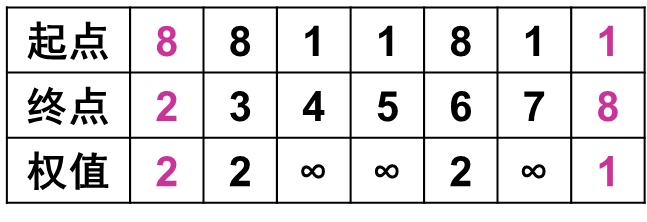 起点 8 8 1 1 8 1 1
终点 2 3 4 5 6 7 8
权值 2 2 ∞ ∞ 2 ∞ 1